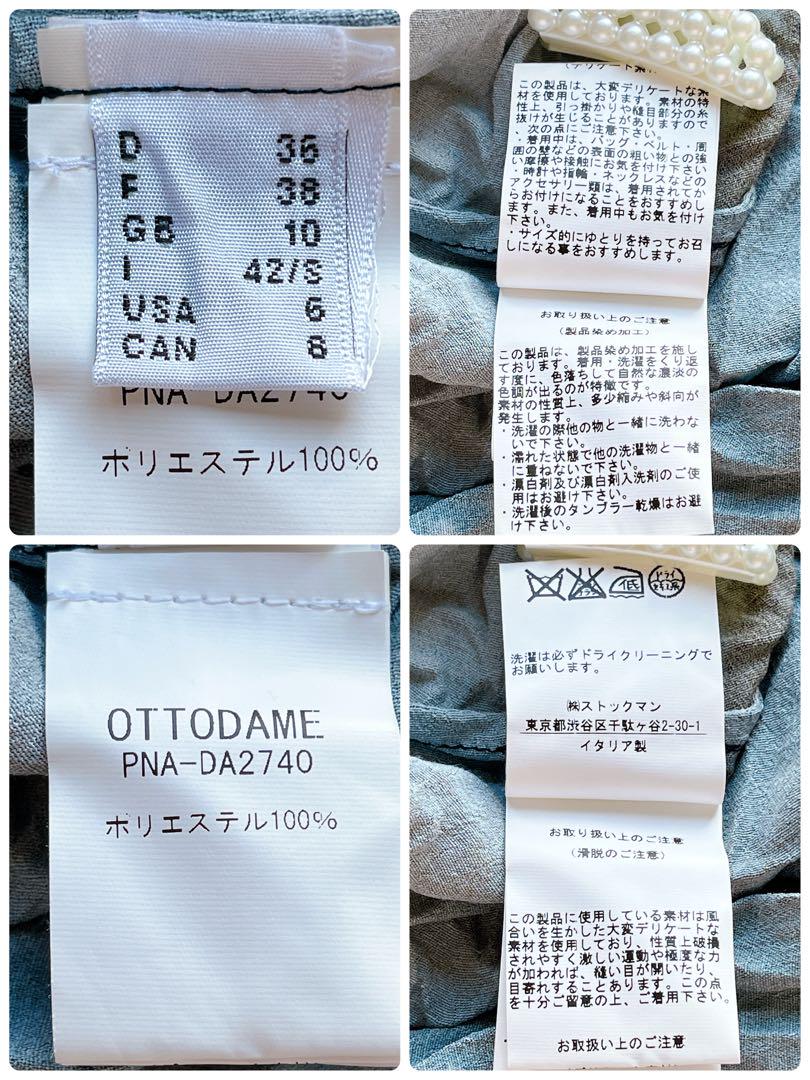 D 36
F 38
GB 10
I 42/S
USA 6
CAN 8
PNA-DA2740
ポリエステル100%
(デリケート素材)
この製品は、大変デリケートな素
材を使用しております。素材の特
性上、引っ掛かりや縫目部分の糸
抜けが生じることがありますので
、次の点にご注意下さい。
・着用中は、バッグ・ベルト・周
囲の壁などの表面の粗い物との強
い摩擦や接触にお気を付け下さい
・時計や指輪・ネックレスなどの
アクセサリー類は、着用されてか
らお付けになることをおすすめし
ます。また、着用中もお気を付け
下さい。
・サイズ的にゆとりを持ってお召
しになる事をおすすめします。
お取り扱い上のご注意
(製品染め加工)
この製品は、製品染め加工を施し
ております。着用・洗濯をくり返
す度に、色落ちして自然な濃淡の
色調が出るのが特徴です。
素材の性質上、多少縮みや斜向が
発生します。
・洗濯の際他の物と一緒に洗わな
いで下さい。
・濡れた状態で他の洗濯物と一緒
に重ねないで下さい。
・漂白剤及び漂白剤入洗剤のご使
用はお避け下さい。
・洗濯後のタンブラー乾燥はお避
け下さい。
OTTODAME
PNA-DA2740
ポリエステル100%
低 ドライ
洗濯は必ずドライクリーニングで
お願いします。
㈱ストックマン
東京都渋谷区千駄ヶ谷2-30-1
イタリア製
お取り扱い上のご注意
(滑脱のご注意)
この製品に使用している素材は風
合いを生かした大変デリケートな
素材を使用しており、性質上破損
されやすく激しい運動や極度な力
が加われば、縫い目が開いたり、
目寄れすることあります。この点
を十分ご留意の上、ご着用下さい。
お取り扱い上のご注意